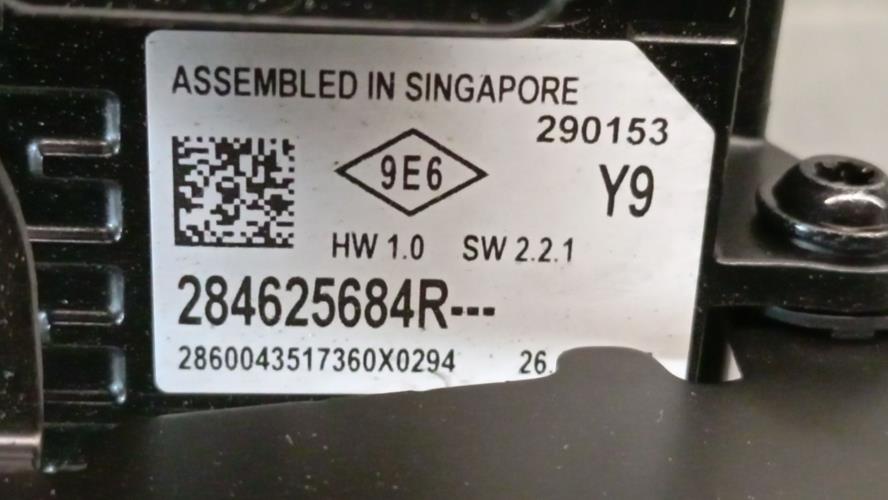 ASSEMBLED IN SINGAPORE
290153
9E6
Y9
HW 1.0 SW 2.2.1
284625684R---
2860043517360X0294 26.